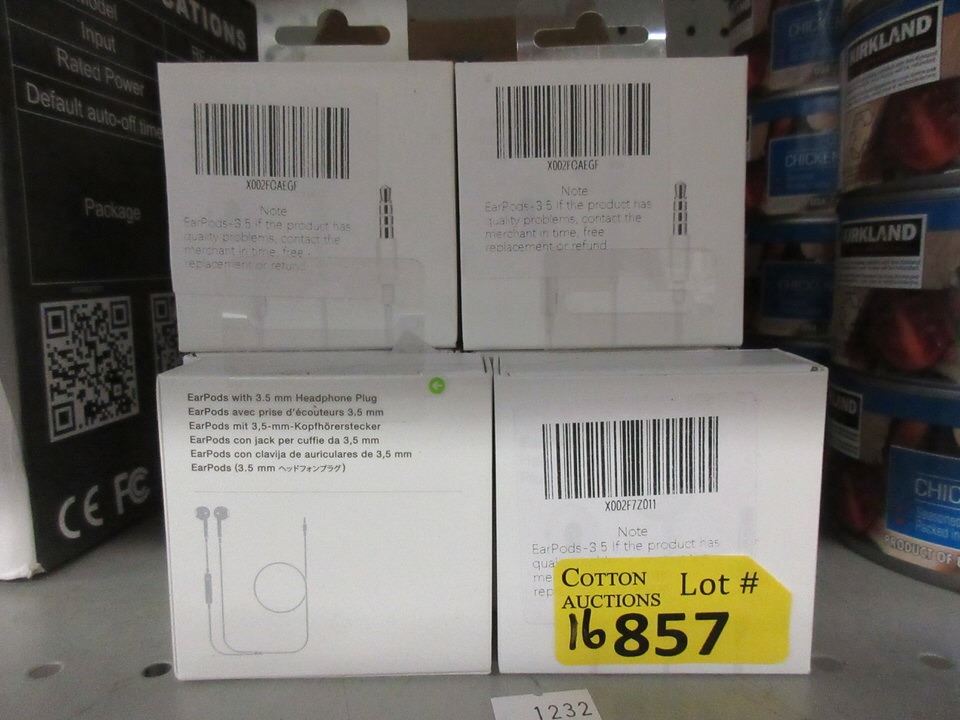 CATIONS
Model
Input
Rated Power
Default auto-off time
Package
CE FC
X002FOAEGF
Note
EarPods-3.5 If the product has
quality problems, contact the
merchant in time, free
replacement or refund
X002FOAEGF
Note
EarPods-3.5 If the product has
quality problems, contact the
merchant in time, free
replacement or refund
EarPods with 3.5 mm Headphone Plug
EarPods avec prise d'écouteurs 3.5 mm
EarPods mit 3,5-mm-Kopfhörerstecker
EarPods con jack per cuffie da 3,5 mm
EarPods con clavija de auriculares de 3,5 mm
EarPods (3.5 mm ヘッドフォンプラグ)
X002F7Z011
Note
EarPods-3.5 If the product has
COTTON
AUCTIONS
Lot #
16857
1232
KIRKLAND
CHICKEN
KIRKLAND
CHIC
PRODUCT OF